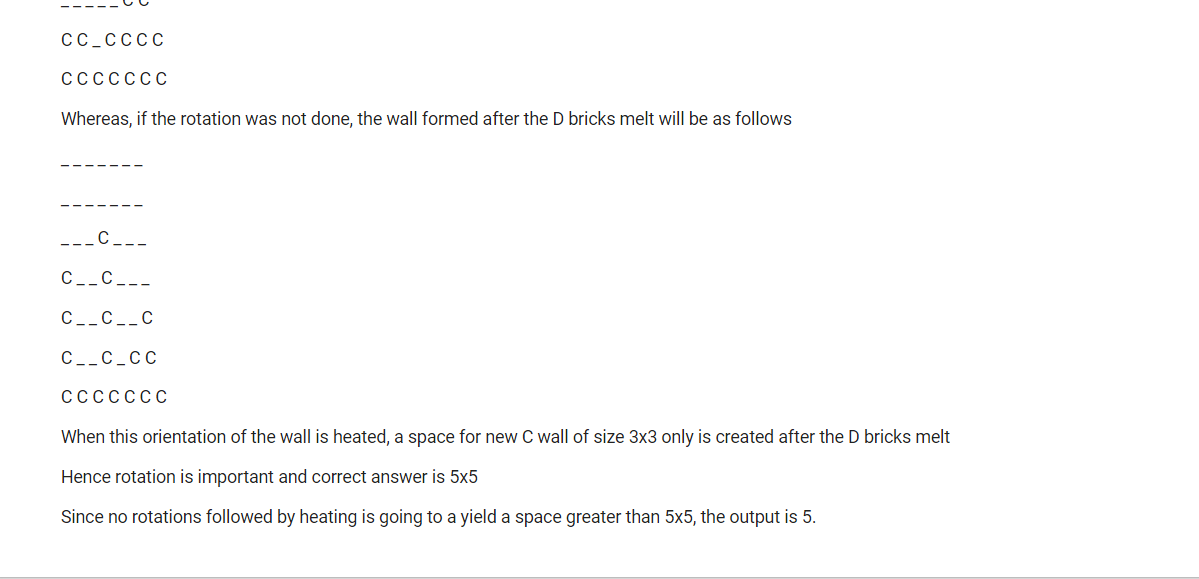 _ _ _ _ _ C C
C C _ C C C C
C C C C C C C
Whereas, if the rotation was not done, the wall formed after the D bricks melt will be as follows
_ _ _ _ _ _ _
_ _ _ _ _ _ _
_ _ _ C _ _ _
C _ _ C _ _ _
C _ _ C _ _ C
C _ _ C _ C C
C C C C C C C
When this orientation of the wall is heated, a space for new C wall of size 3x3 only is created after the D bricks melt
Hence rotation is important and correct answer is 5x5
Since no rotations followed by heating is going to a yield a space greater than 5x5, the output is 5.